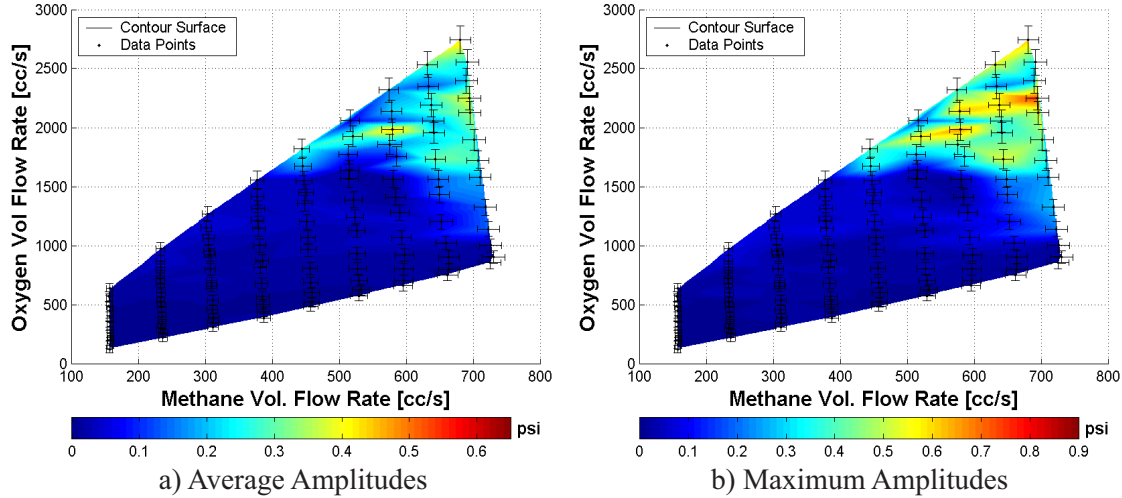 Contour Surface
Data Points
3000
2500
2000
1500
1000
500
0
Oxygen Vol Flow Rate [cc/s]
100 200 300 400 500 600 700 800
Methane Vol. Flow Rate [cc/s]
0 0.1 0.2 0.3 0.4 0.5 0.6 psi
a) Average Amplitudes
Contour Surface
Data Points
3000
2500
2000
1500
1000
500
0
Oxygen Vol Flow Rate [cc/s]
100 200 300 400 500 600 700 800
Methane Vol. Flow Rate [cc/s]
0 0.1 0.2 0.3 0.4 0.5 0.6 0.7 0.8 0.9 psi
b) Maximum Amplitudes